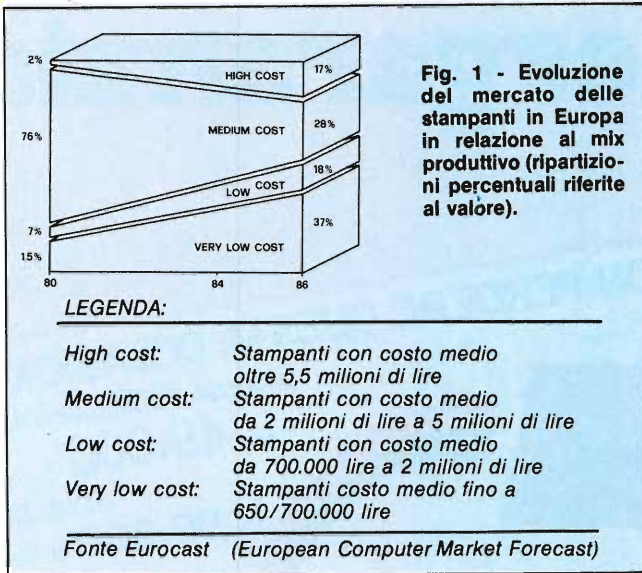 2%
HIGH COST
17%
76%
MEDIUM COST
28%
LOW COST
18%
7%
VERY LOW COST
37%
15%
80
84
86
Fig. 1 - Evoluzione
del mercato delle
stampanti in Europa
in relazione al mix
produttivo (ripartizio-
ni percentuali riferite
al valore).
LEGENDA:
High cost: Stampanti con costo medio
oltre 5,5 milioni di lire
Medium cost: Stampanti con costo medio
da 2 milioni di lire a 5 milioni di lire
Low cost: Stampanti con costo medio
da 700.000 lire a 2 milioni di lire
Very low cost: Stampanti costo medio fino a
650/700.000 lire
Fonte Eurocast (European Computer Market Forecast)